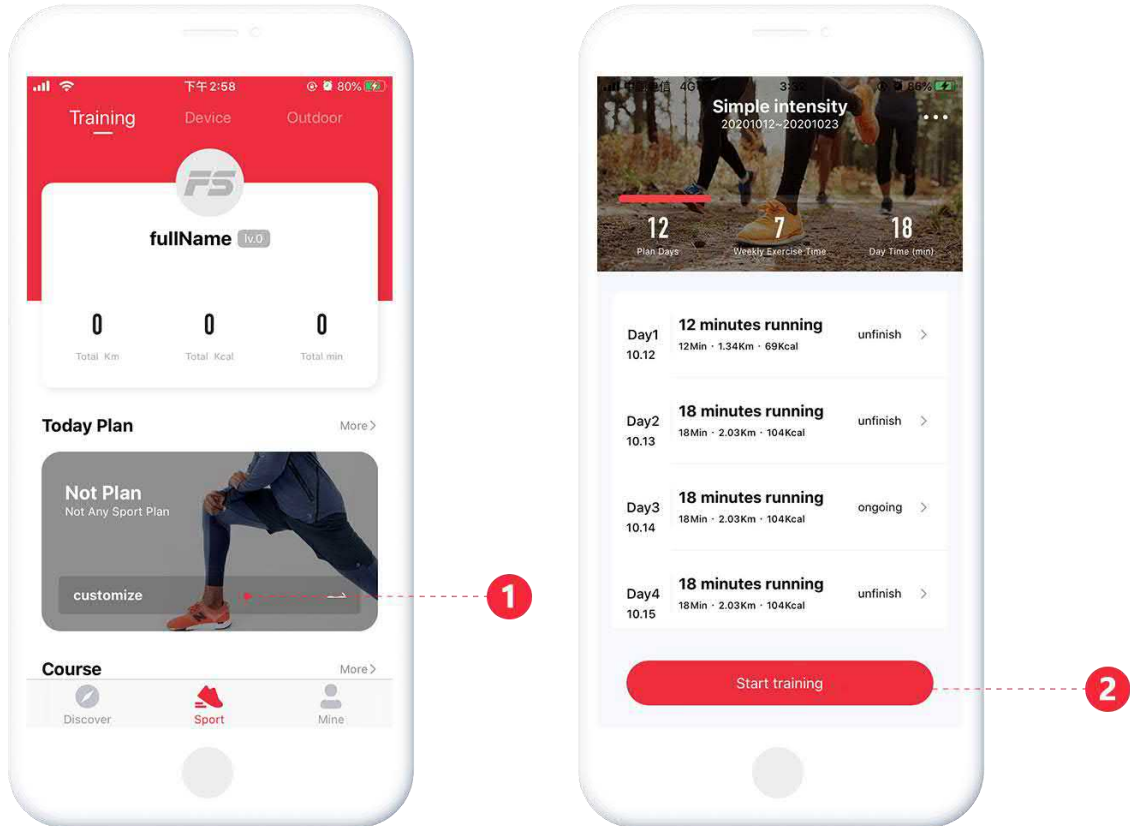 下午2:58
80%
Training
Device
Outdoor
FS
fullName
lv.0
0
0
0
Total Km
Total Kcal
Total min
Today Plan
More >
Not Plan
Not Any Sport Plan
customize
Course
More >
Discover
Sport
Mine
1
4G
86%
Simple intensity
20201012~20201023
12
7
18
Plan Days
Weekly Exercise Time
Day Time (min)
Day1
10.12
12 minutes running
12Min · 1.34Km · 69Kcal
unfinish >
Day2
10.13
18 minutes running
18Min · 2.03Km · 104Kcal
unfinish >
Day3
10.14
18 minutes running
18Min · 2.03Km · 104Kcal
ongoing >
Day4
10.15
18 minutes running
18Min · 2.03Km · 104Kcal
unfinish >
Start training
2